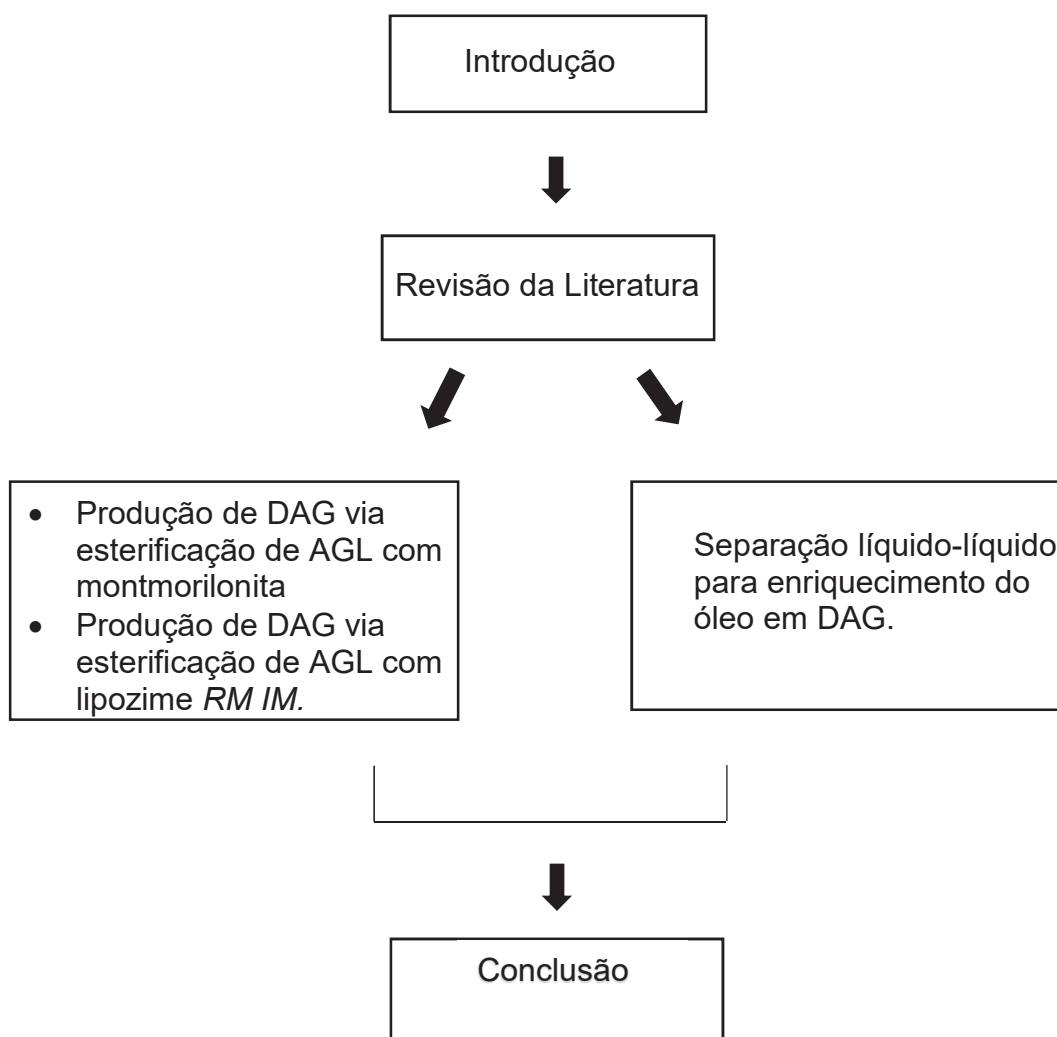 Introdução
Revisão da Literatura
• Produção de DAG via
esterificação de AGL com
montmorilonita
• Produção de DAG via
esterificação de AGL com
lipozime RM IM.
Separação líquido-líquido
para enriquecimento do
óleo em DAG.
Conclusão